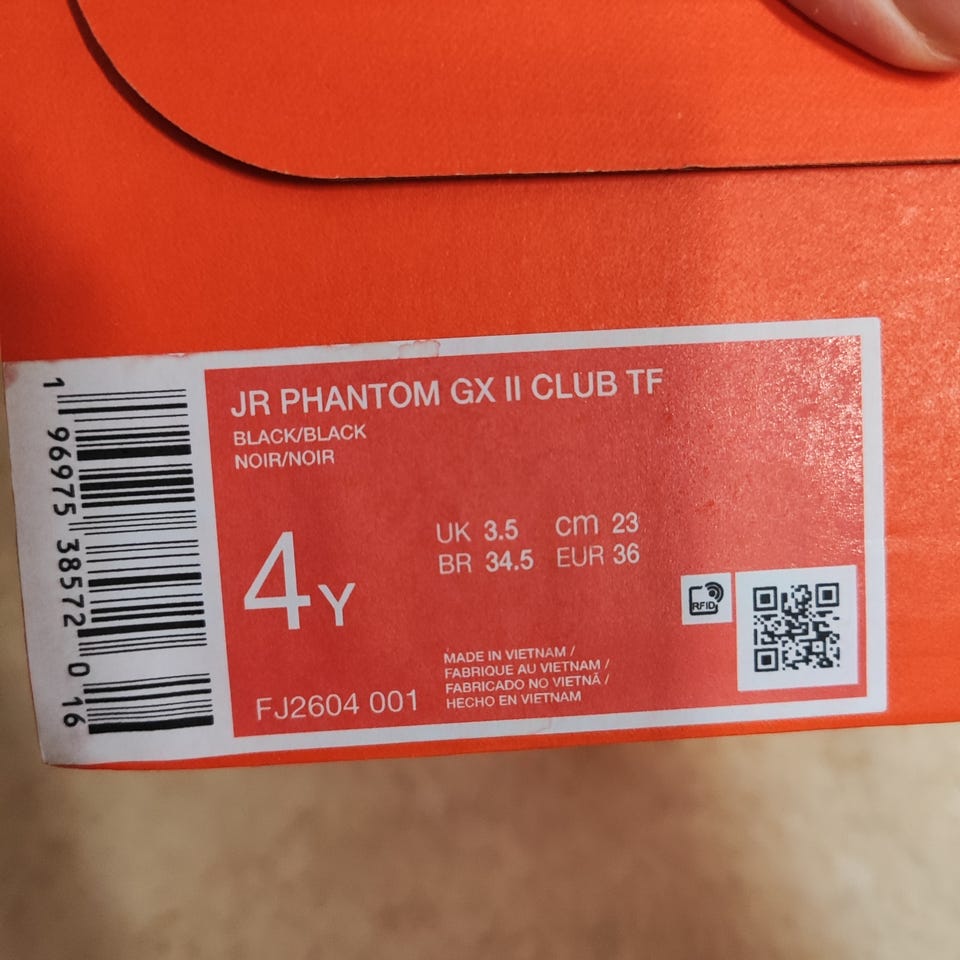 JR PHANTOM GX II CLUB TF
BLACK/BLACK
NOIR/NOIR
4Y
UK 3.5 cm 23
BR 34.5 EUR 36
RFID
MADE IN VIETNAM /
FABRIQUE AU VIETNAM /
FABRICADO NO VIETNÃ /
HECHO EN VIETNAM
FJ2604 001
1 96975 38572 0 16